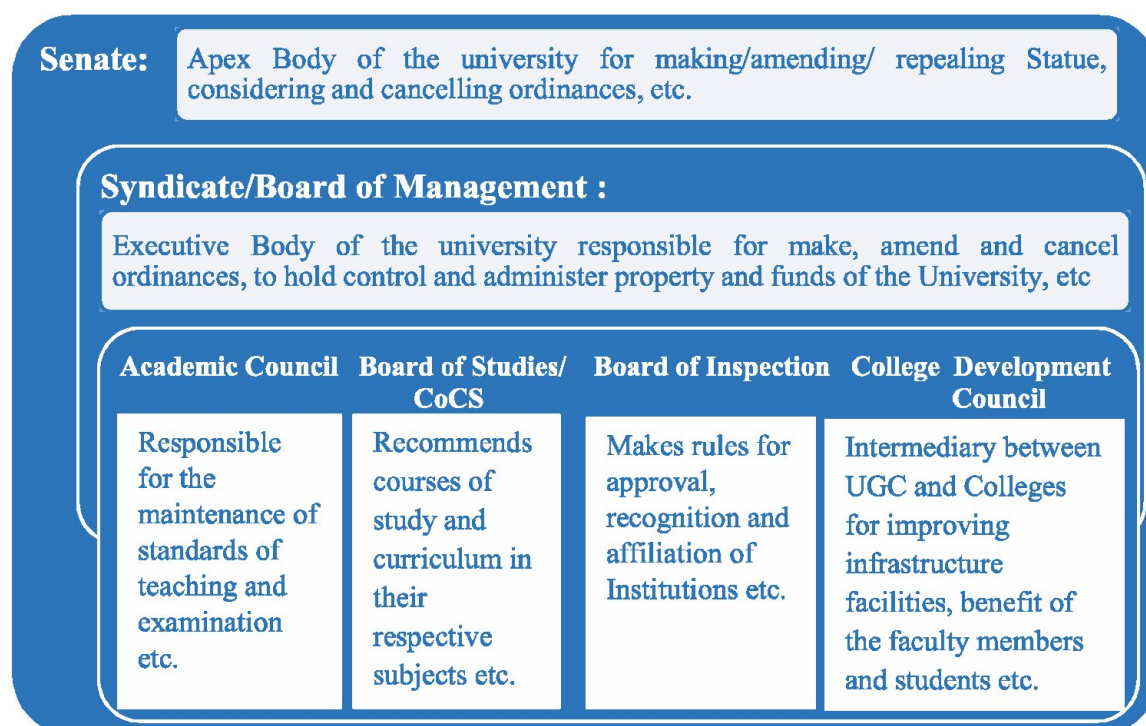 Senate:
Apex Body of the university for making/amending/ repealing Statue,
considering and cancelling ordinances, etc.
Syndicate/Board of Management :
Executive Body of the university responsible for make, amend and cancel
ordinances, to hold control and administer property and funds of the University, etc
Academic Council
Responsible
for the
maintenance of
standards of
teaching and
examination
etc.
Board of Studies/
CoCS
Recommends
courses of
study and
curriculum in
their
respective
subjects etc.
Board of Inspection
Makes rules for
approval,
recognition and
affiliation of
Institutions etc.
College Development
Council
Intermediary between
UGC and Colleges
for improving
infrastructure
facilities, benefit of
the faculty members
and students etc.